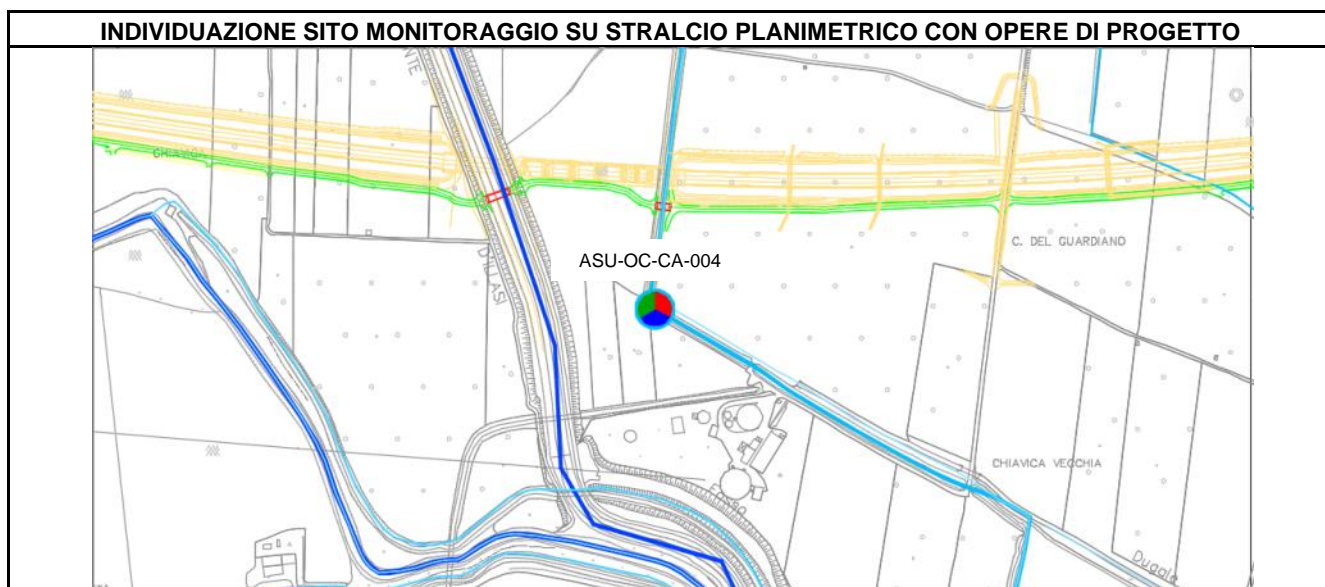 INDIVIDUAZIONE SITO MONITORAGGIO SU STRALCIO PLANIMETRICO CON OPERE DI PROGETTO
C. DEL GUARDIANO
ASU-OC-CA-004
D'ILLASI
CHIAVICA VECCHIA
Dugale